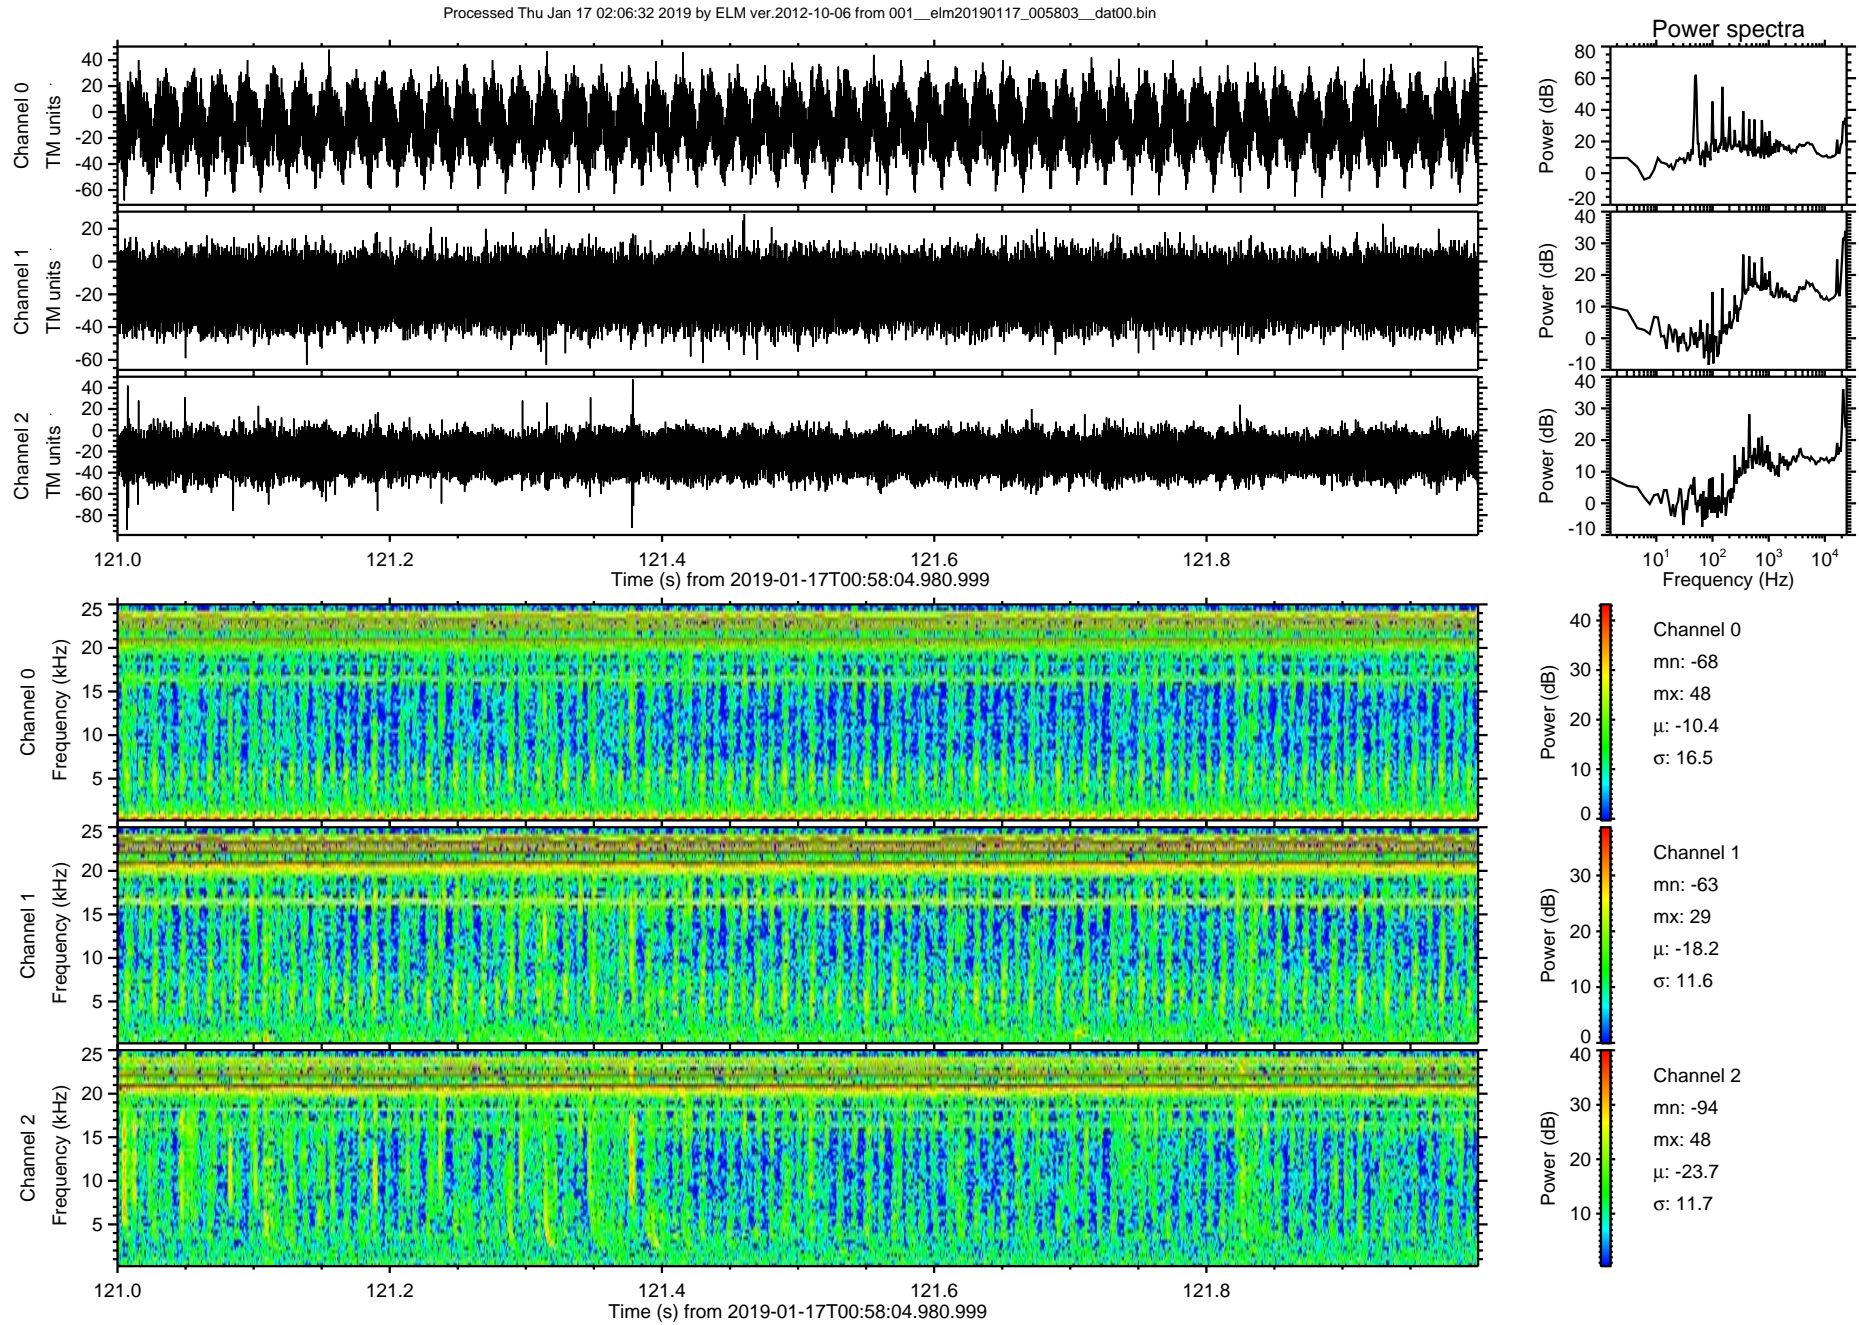 Processed Thu Jan 17 02:06:32 2019 by ELM ver.2012-10-06 from 001__elm20190117_005803__dat00.bin
Power spectra
Channel 0
TM units
40
20
0
-20
-40
-60
Power (dB)
80
60
40
20
0
-20
Channel 1
TM units
20
0
-20
-40
-60
Power (dB)
40
30
20
10
0
-10
Channel 2
TM units
40
20
0
-20
-40
-60
-80
Power (dB)
40
30
20
10
0
-10
121.0 121.2 121.4 121.6 121.8
Time (s) from 2019-01-17T00:58:04.980.999
10^1 10^2 10^3 10^4
Frequency (Hz)
Channel 0
Frequency (kHz)
25
20
15
10
5
Power (dB)
40
30
20
10
0
Channel 0
mn: -68
mx: 48
μ: -10.4
σ: 16.5
Channel 1
Frequency (kHz)
25
20
15
10
5
Power (dB)
30
20
10
0
Channel 1
mn: -63
mx: 29
μ: -18.2
σ: 11.6
Channel 2
Frequency (kHz)
25
20
15
10
5
Power (dB)
40
30
20
10
Channel 2
mn: -94
mx: 48
μ: -23.7
σ: 11.7
121.0 121.2 121.4 121.6 121.8
Time (s) from 2019-01-17T00:58:04.980.999